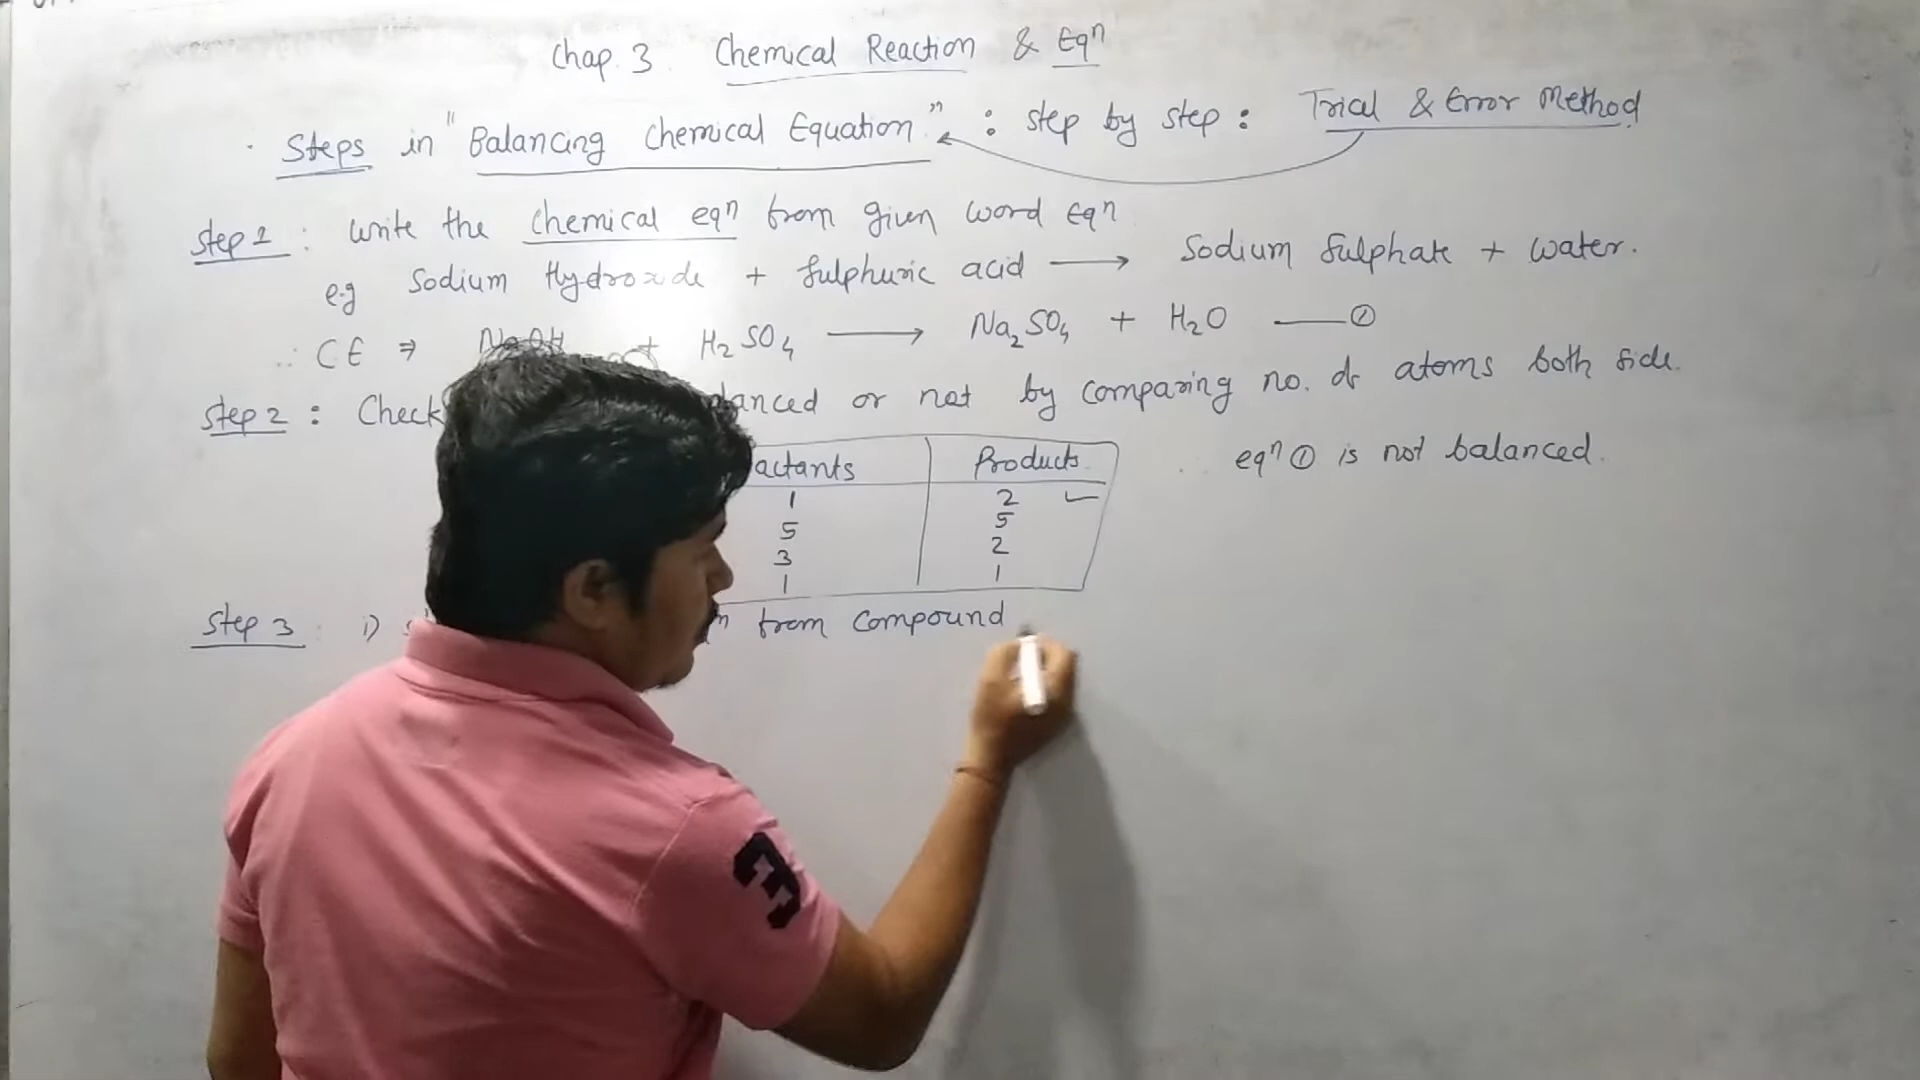 Chap. 3 Chemical Reaction & Eqⁿ
. Steps in "Balancing Chemical Equation" : step by step : Trial & Error Method
Step 1 : write the chemical eqⁿ from given word Eqⁿ
e.g Sodium Hydroxide + Sulphuric acid ⟶ Sodium Sulphate + water.
∴ CE ⇒ NaOH + H₂SO₄ ⟶ Na₂SO₄ + H₂O —— ①
Step 2 : Check or not by comparing no. of atoms both side.
Products
∴ eqⁿ ① is not balanced.
1 2 ✓
5 5
3 2
1 1
Step 3 : i) from compound
3